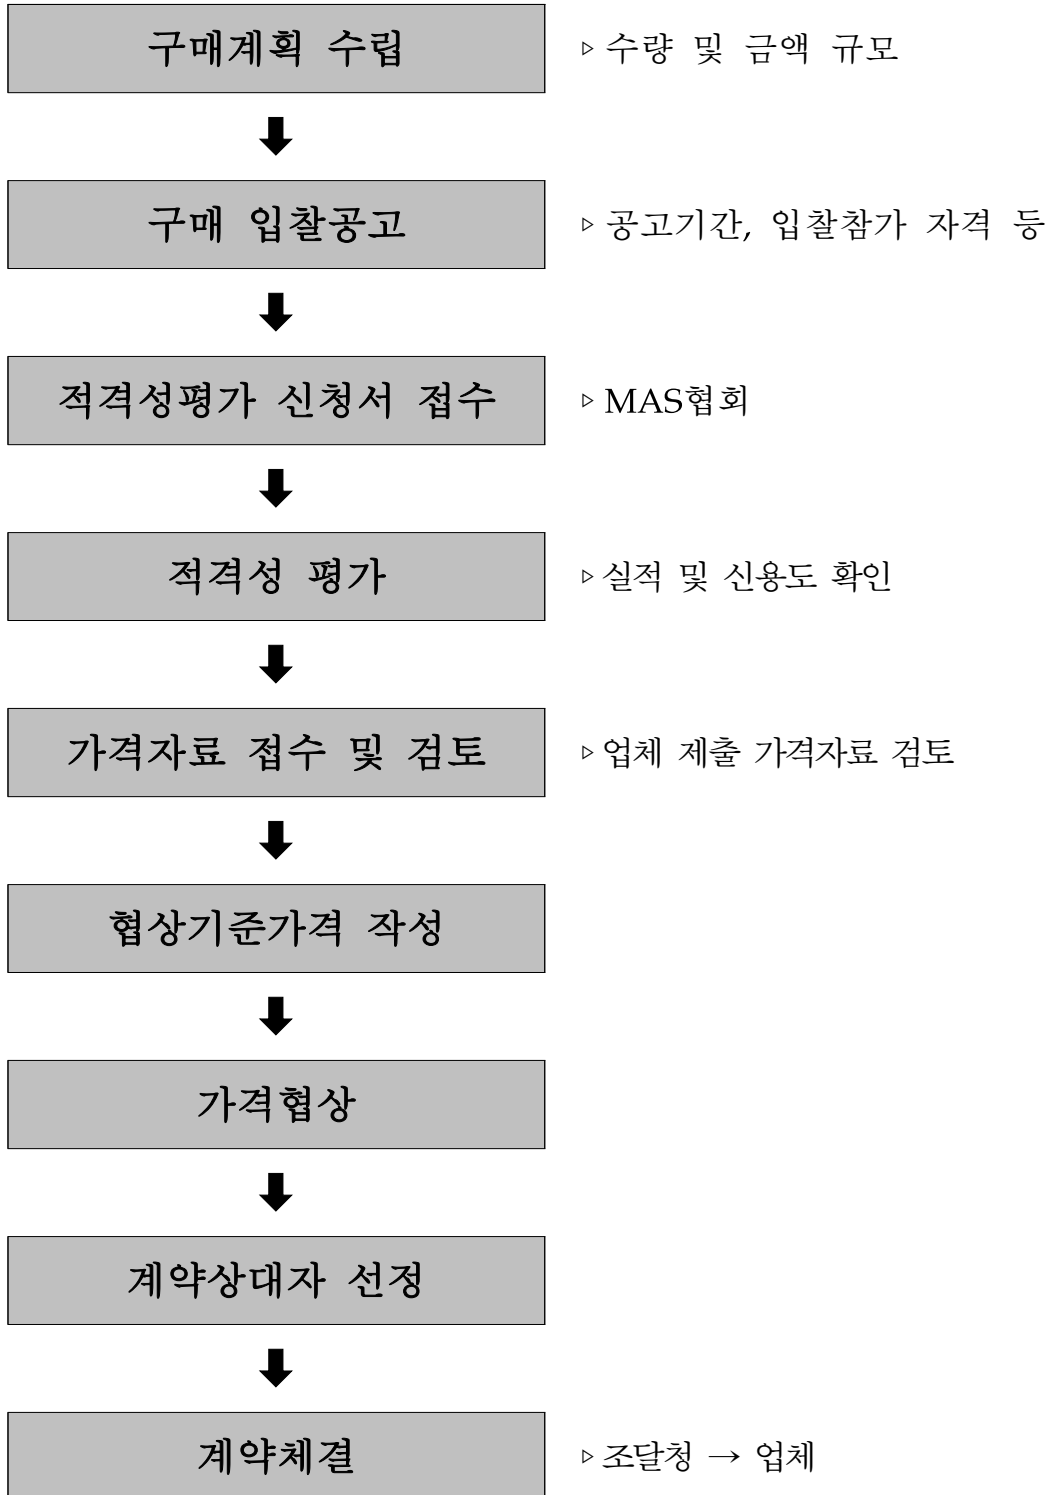 구매계획 수립 ▹수량 및 금액 규모
구매 입찰공고 ▹공고기간, 입찰참가 자격 등
적격성평가 신청서 접수 ▹MAS협회
적격성 평가 ▹실적 및 신용도 확인
가격자료 접수 및 검토 ▹업체 제출 가격자료 검토
협상기준가격 작성
가격협상
계약상대자 선정
계약체결 ▹조달청 → 업체